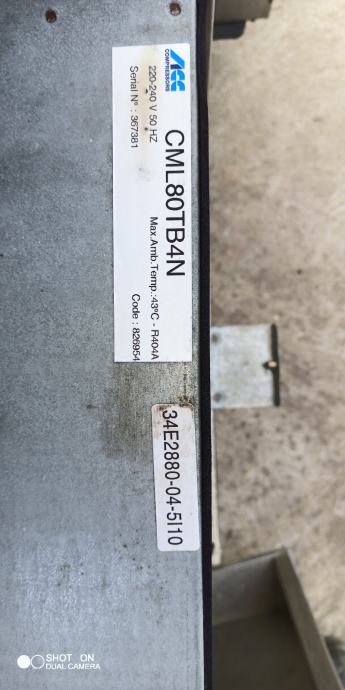 ACC
COMPRESSORS
CML80TB4N
220-240 V 50 HZ
Max.Amb.Temp.:43°C - R404A
Serial N° : 367381
Code : 826954
34E2880-04-5I10
SHOT ON
DUAL CAMERA